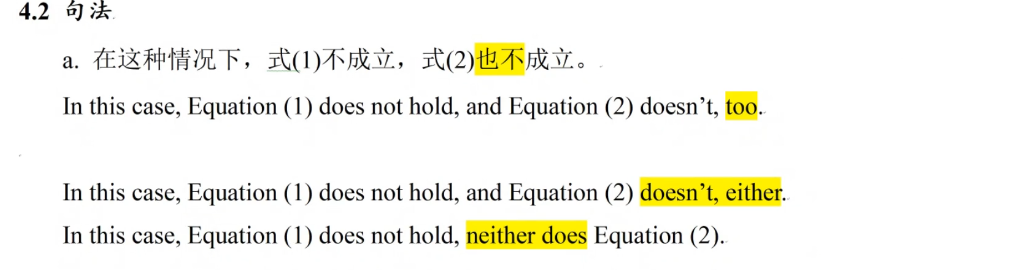 4.2 句法
a. 在这种情况下，式(1)不成立，式(2)也不成立。
In this case, Equation (1) does not hold, and Equation (2) doesn’t, too.
In this case, Equation (1) does not hold, and Equation (2) doesn’t, either.
In this case, Equation (1) does not hold, neither does Equation (2).